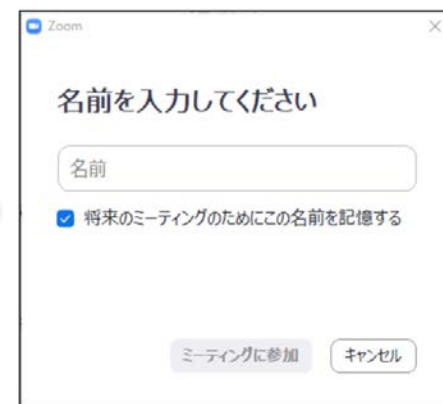 Zoom
名前を入力してください
名前
将来のミーティングのためにこの名前を記憶する
ミーティングに参加
キャンセル